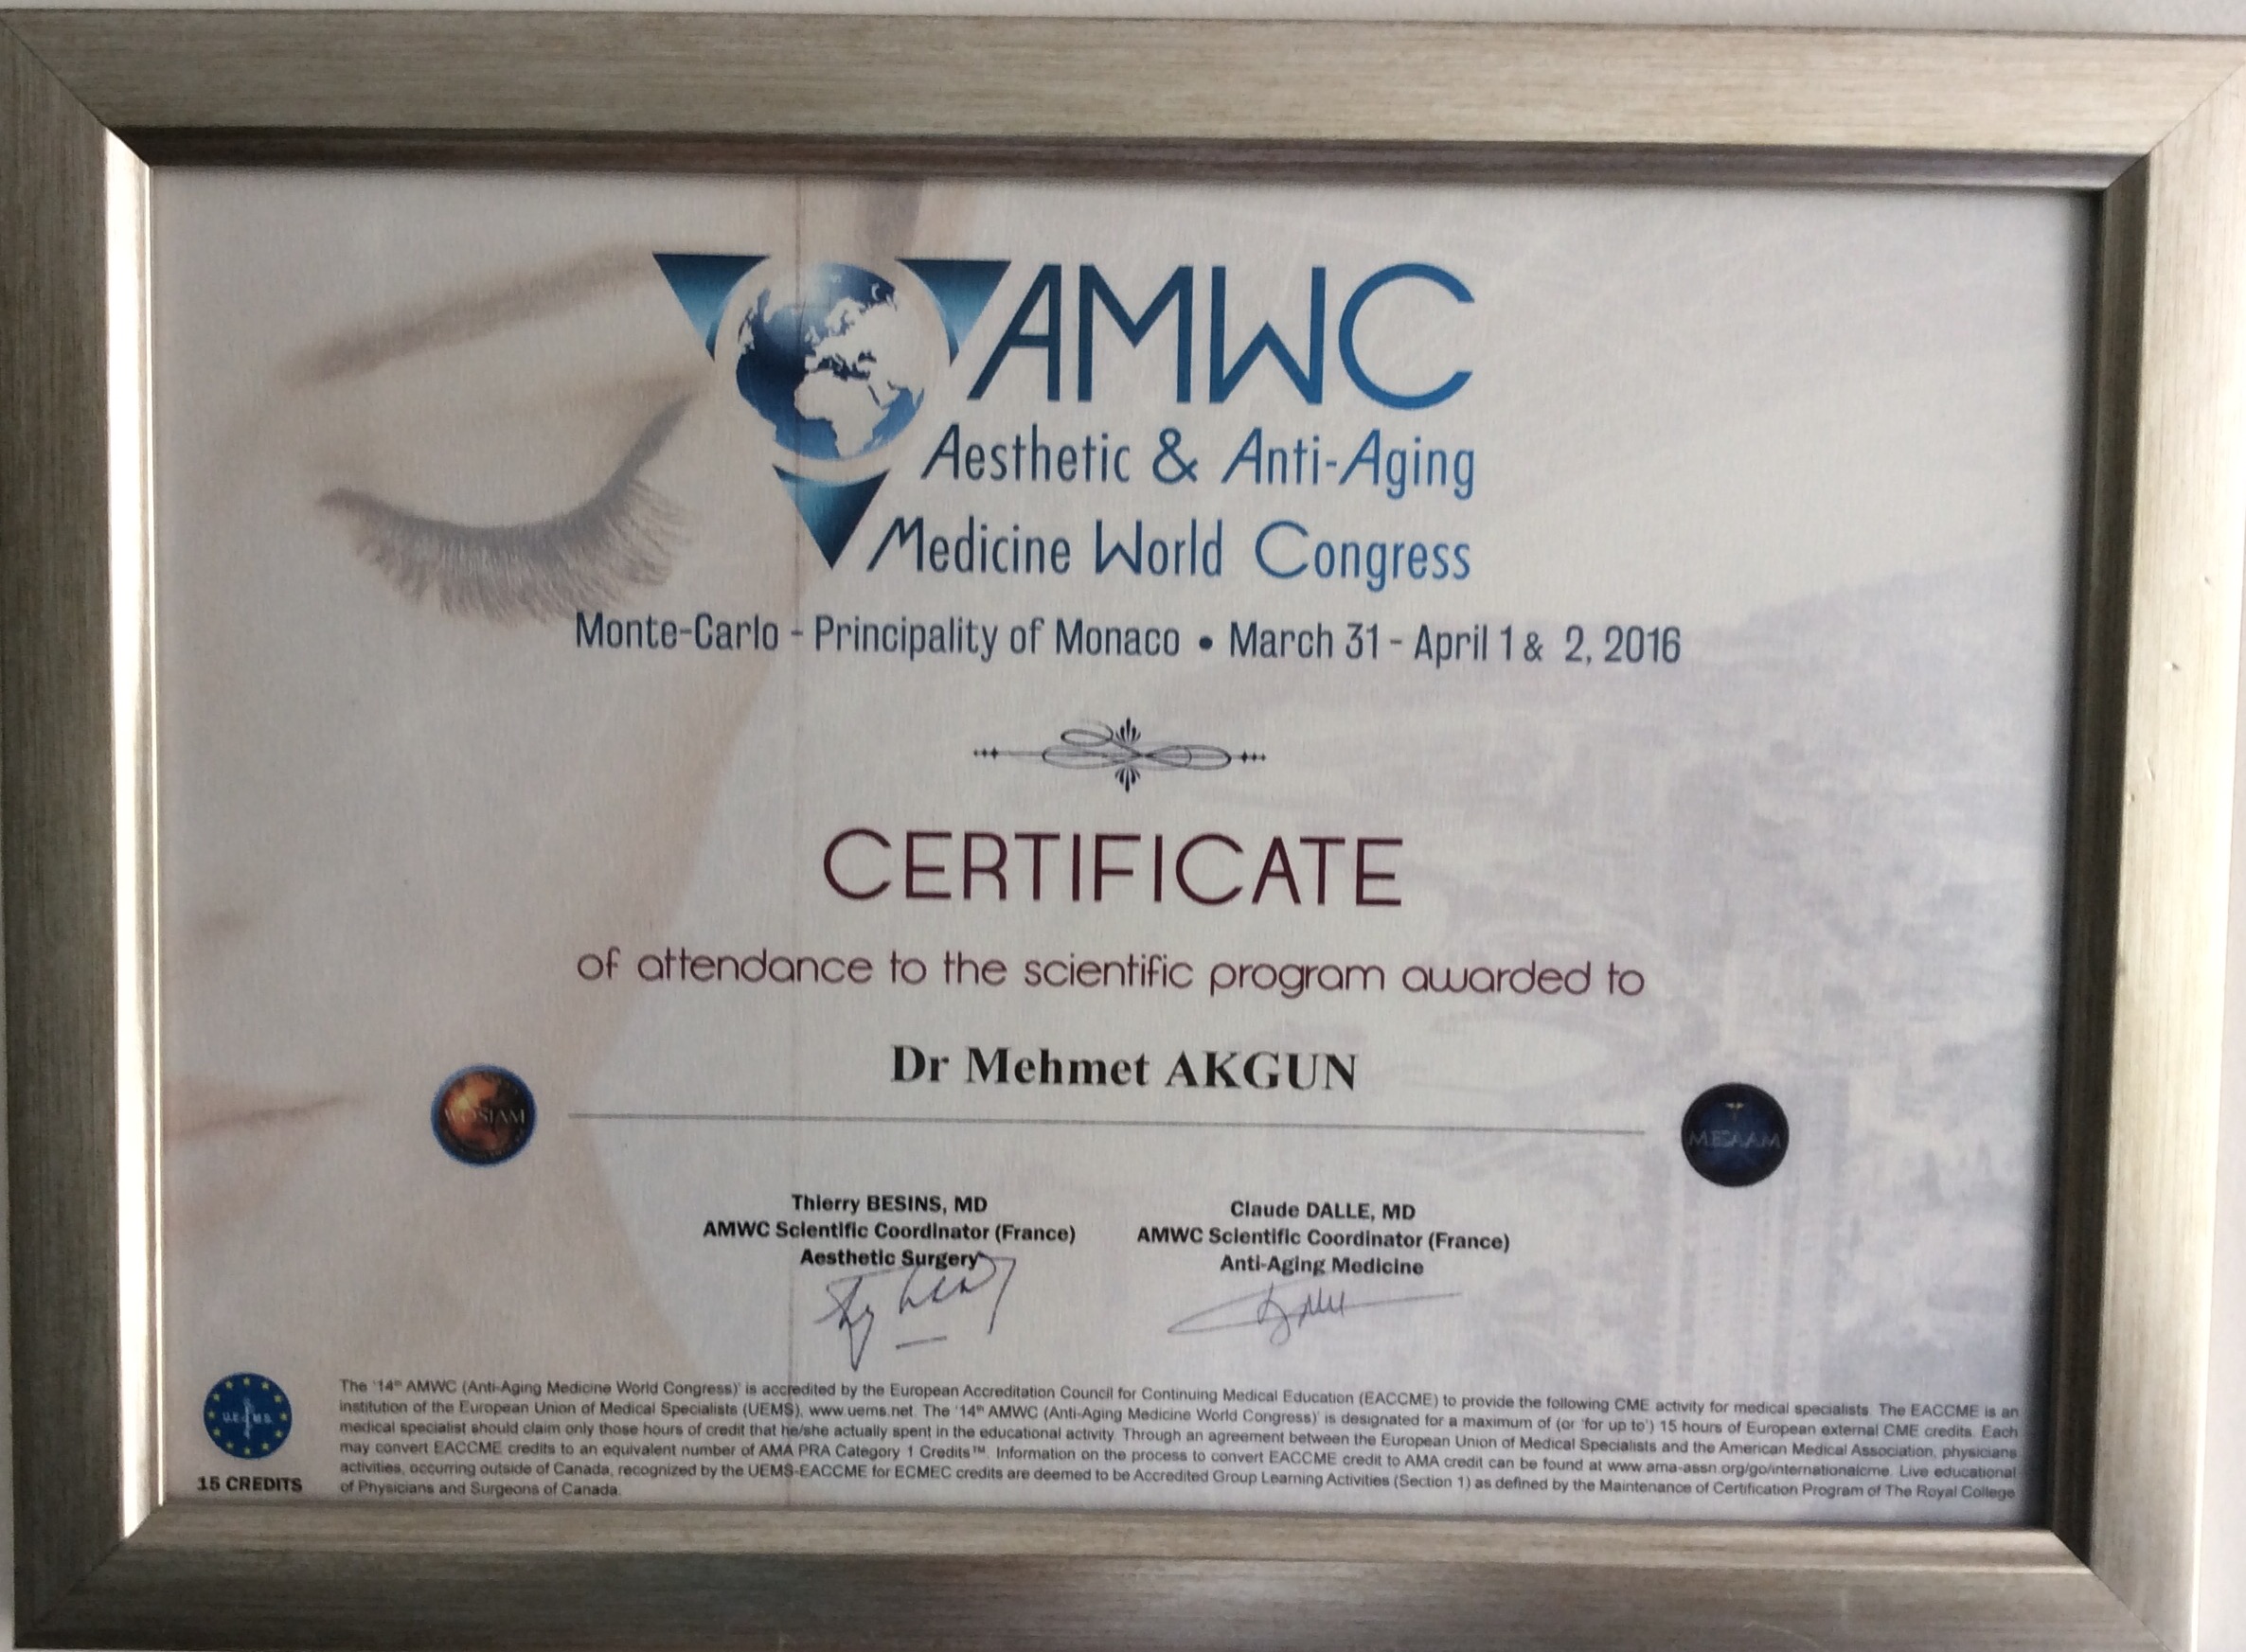 AMWC
Aesthetic & Anti-Aging
Medicine World Congress
Monte-Carlo - Principality of Monaco • March 31 - April 1 & 2, 2016
CERTIFICATE
of attendance to the scientific program awarded to
Dr Mehmet AKGUN
WOSIAM
MEDAAM
Thierry BESINS, MD
AMWC Scientific Coordinator (France)
Aesthetic Surgery
Claude DALLE, MD
AMWC Scientific Coordinator (France)
Anti-Aging Medicine
U.E.M.S.
15 CREDITS
The '14th AMWC (Anti-Aging Medicine World Congress)' is accredited by the European Accreditation Council for Continuing Medical Education (EACCME) to provide the following CME activity for medical specialists. The EACCME is an
institution of the European Union of Medical Specialists (UEMS), www.uems.net. The '14th AMWC (Anti-Aging Medicine World Congress)' is designated for a maximum of (or 'for up to') 15 hours of European external CME credits. Each
medical specialist should claim only those hours of credit that he/she actually spent in the educational activity. Through an agreement between the European Union of Medical Specialists and the American Medical Association, physicians
may convert EACCME credits to an equivalent number of AMA PRA Category 1 Credits™. Information on the process to convert EACCME credit to AMA credit can be found at www.ama-assn.org/go/internationalcme. Live educational
activities, occurring outside of Canada, recognized by the UEMS-EACCME for ECMEC credits are deemed to be Accredited Group Learning Activities (Section 1) as defined by the Maintenance of Certification Program of The Royal College
of Physicians and Surgeons of Canada.